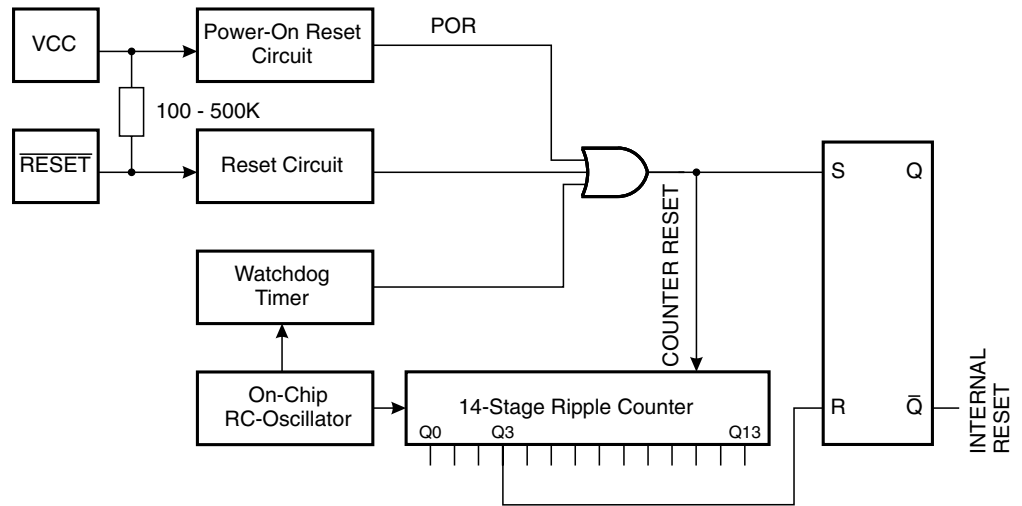 VCC
Power-On Reset
Circuit
POR
100 - 500K
RESET
Reset Circuit
S
Q
COUNTER RESET
Watchdog
Timer
On-Chip
RC-Oscillator
14-Stage Ripple Counter
Q0
Q3
Q13
R
Q̅
INTERNAL
RESET